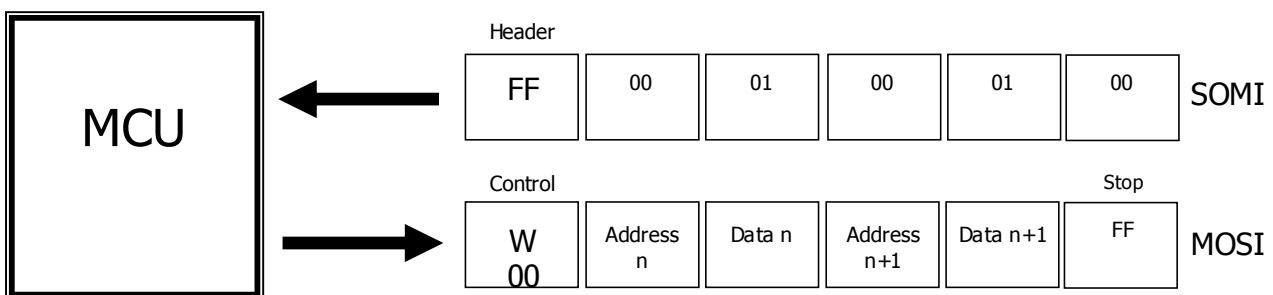 Header
MCU
FF 00 01 00 01 00 SOMI
Control Stop
W
00
Address
n
Data n
Address
n+1
Data n+1
FF
MOSI